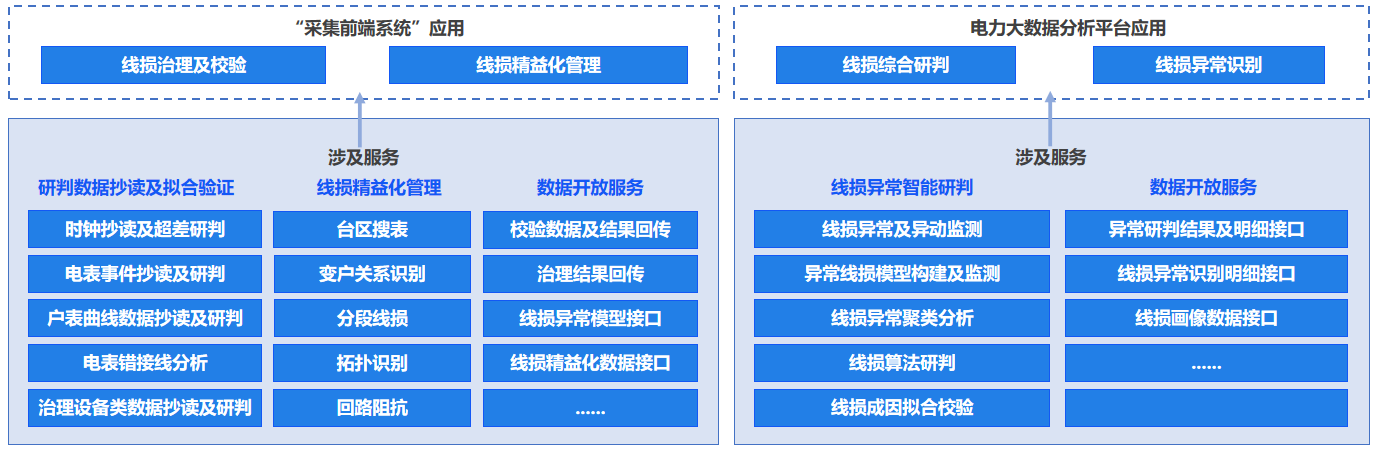 “采集前端系统”应用
线损治理及校验
线损精益化管理
涉及服务
研判数据抄读及拟合验证
线损精益化管理
数据开放服务
时钟抄读及超差研判
台区搜表
校验数据及结果回传
电表事件抄读及研判
变户关系识别
治理结果回传
户表曲线数据抄读及研判
分段线损
线损异常模型接口
电表错接线分析
拓扑识别
线损精益化数据接口
治理设备类数据抄读及研判
回路阻抗
……
电力大数据分析平台应用
线损综合研判
线损异常识别
涉及服务
线损异常智能研判
数据开放服务
线损异常及异动监测
异常研判结果及明细接口
异常线损模型构建及监测
线损异常识别明细接口
线损异常聚类分析
线损画像数据接口
线损算法研判
……
线损成因拟合校验